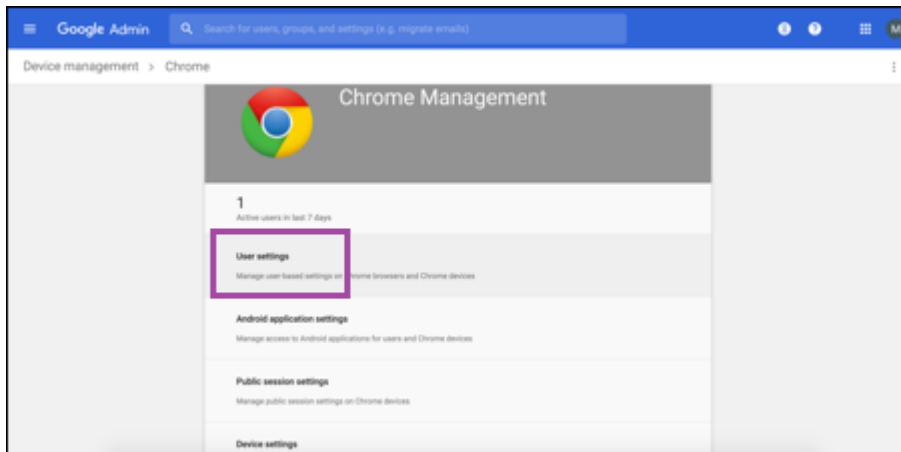 Google Admin
Search for users, groups, and settings (e.g. migrate emails)
M
Device management > Chrome
Chrome Management
1
Active users in last 7 days
User settings
Manage user-based settings on Chrome browsers and Chrome devices
Android application settings
Manage access to Android applications for users and Chrome devices
Public session settings
Manage public session settings on Chrome devices
Device settings